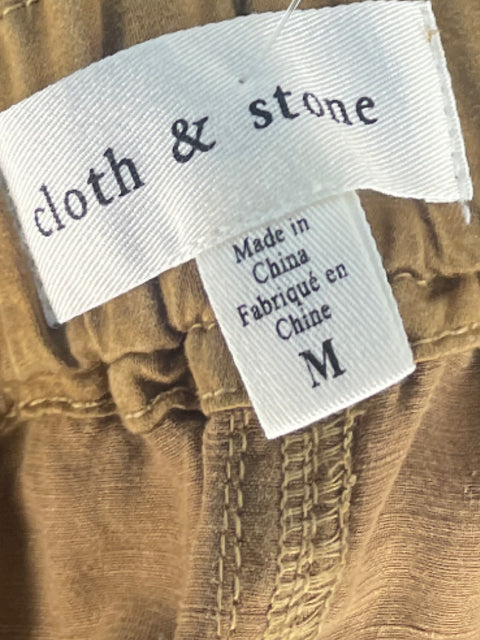 cloth & stone
Made in
China
Fabriqué en
Chine
M